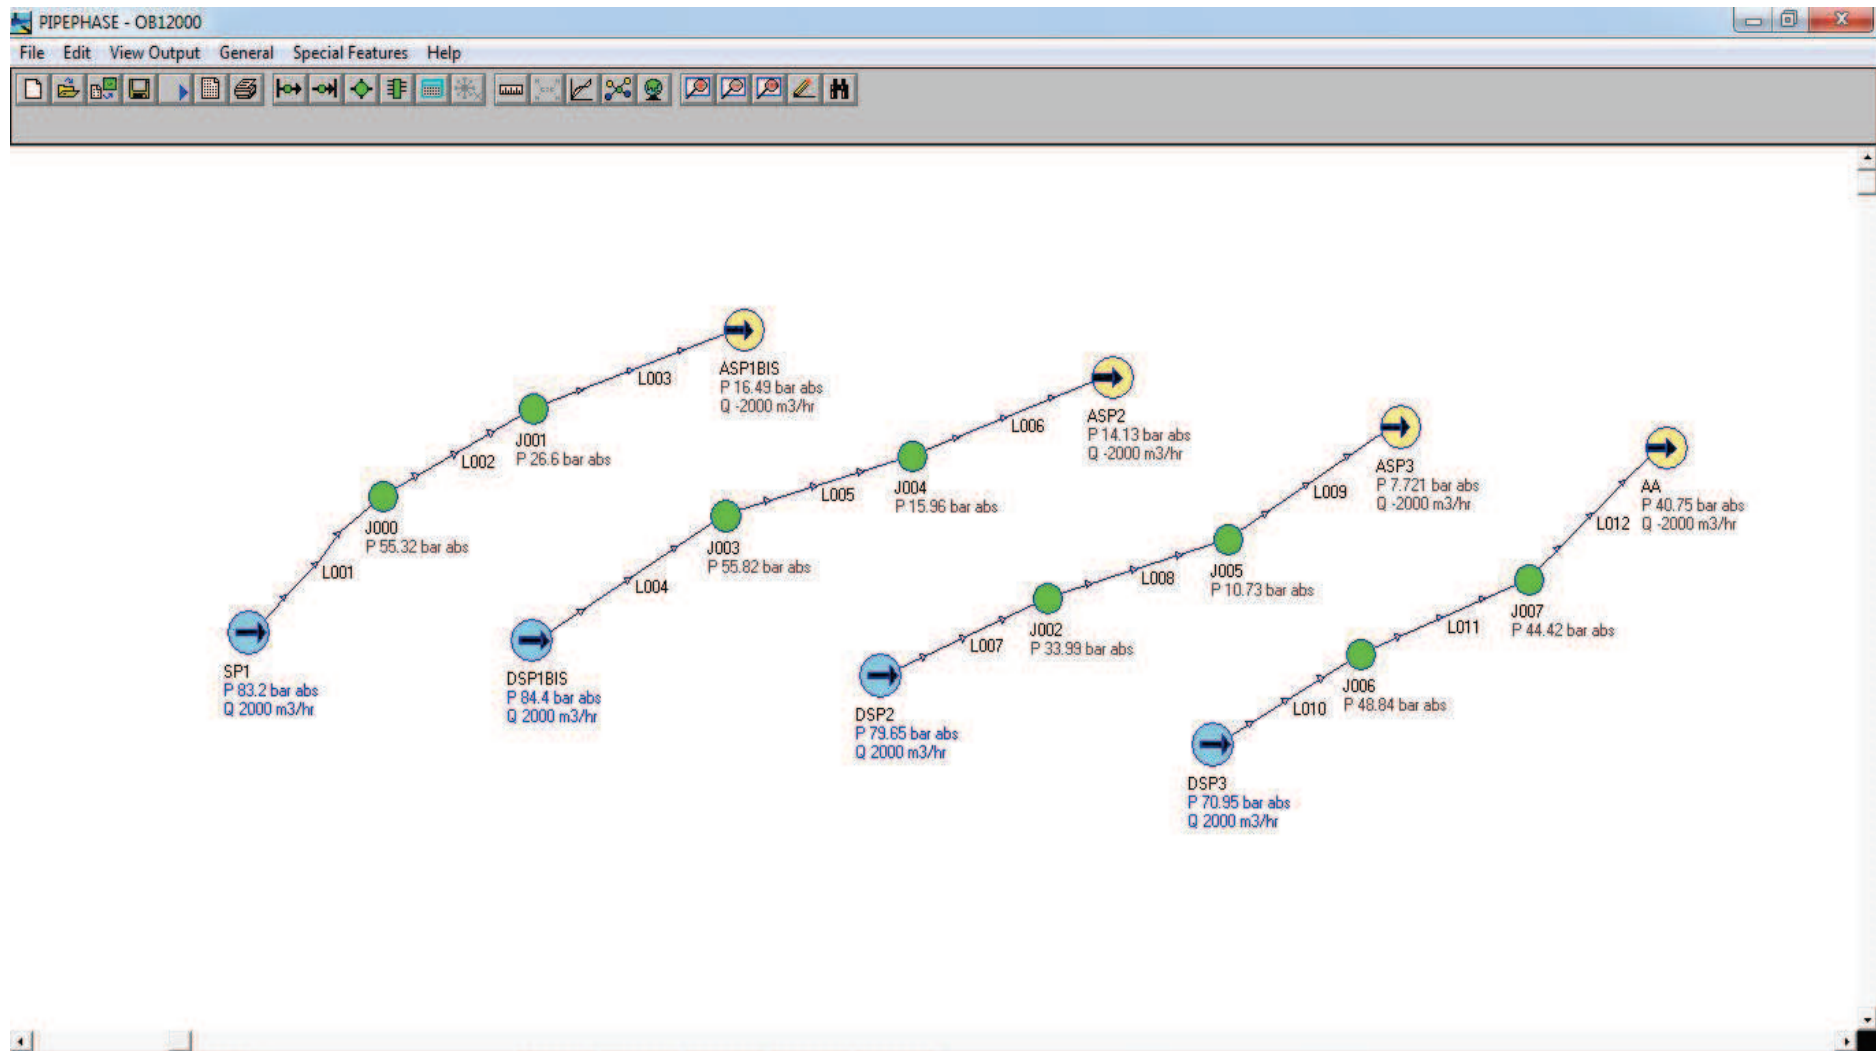 PIPEPHASE - OB12000
File Edit View Output General Special Features Help
ASP1BIS
P 16.49 bar abs
Q -2000 m3/hr
L003
J001
P 26.6 bar abs
L002
J000
P 55.32 bar abs
L001
SP1
P 83.2 bar abs
Q 2000 m3/hr
ASP2
P 14.13 bar abs
Q -2000 m3/hr
L006
J004
P 15.96 bar abs
L005
J003
P 55.82 bar abs
L004
DSP1BIS
P 84.4 bar abs
Q 2000 m3/hr
ASP3
P 7.721 bar abs
Q -2000 m3/hr
L009
J005
P 10.73 bar abs
L008
J002
P 33.99 bar abs
L007
DSP2
P 79.65 bar abs
Q 2000 m3/hr
AA
P 40.75 bar abs
Q -2000 m3/hr
L012
J007
P 44.42 bar abs
L011
J006
P 48.84 bar abs
L010
DSP3
P 70.95 bar abs
Q 2000 m3/hr